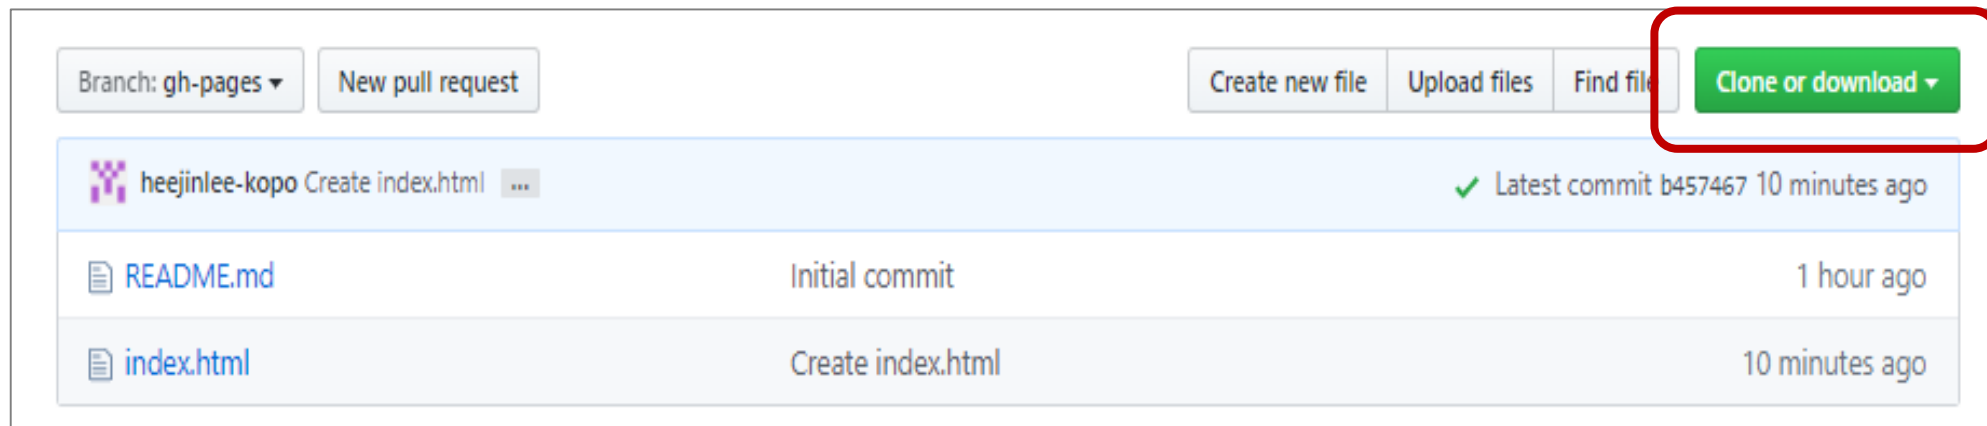 Branch: gh-pages New pull request Create new file Upload files Find file Clone or download
heejinlee-kopo Create index.html ... Latest commit b457467 10 minutes ago
README.md Initial commit 1 hour ago
index.html Create index.html 10 minutes ago